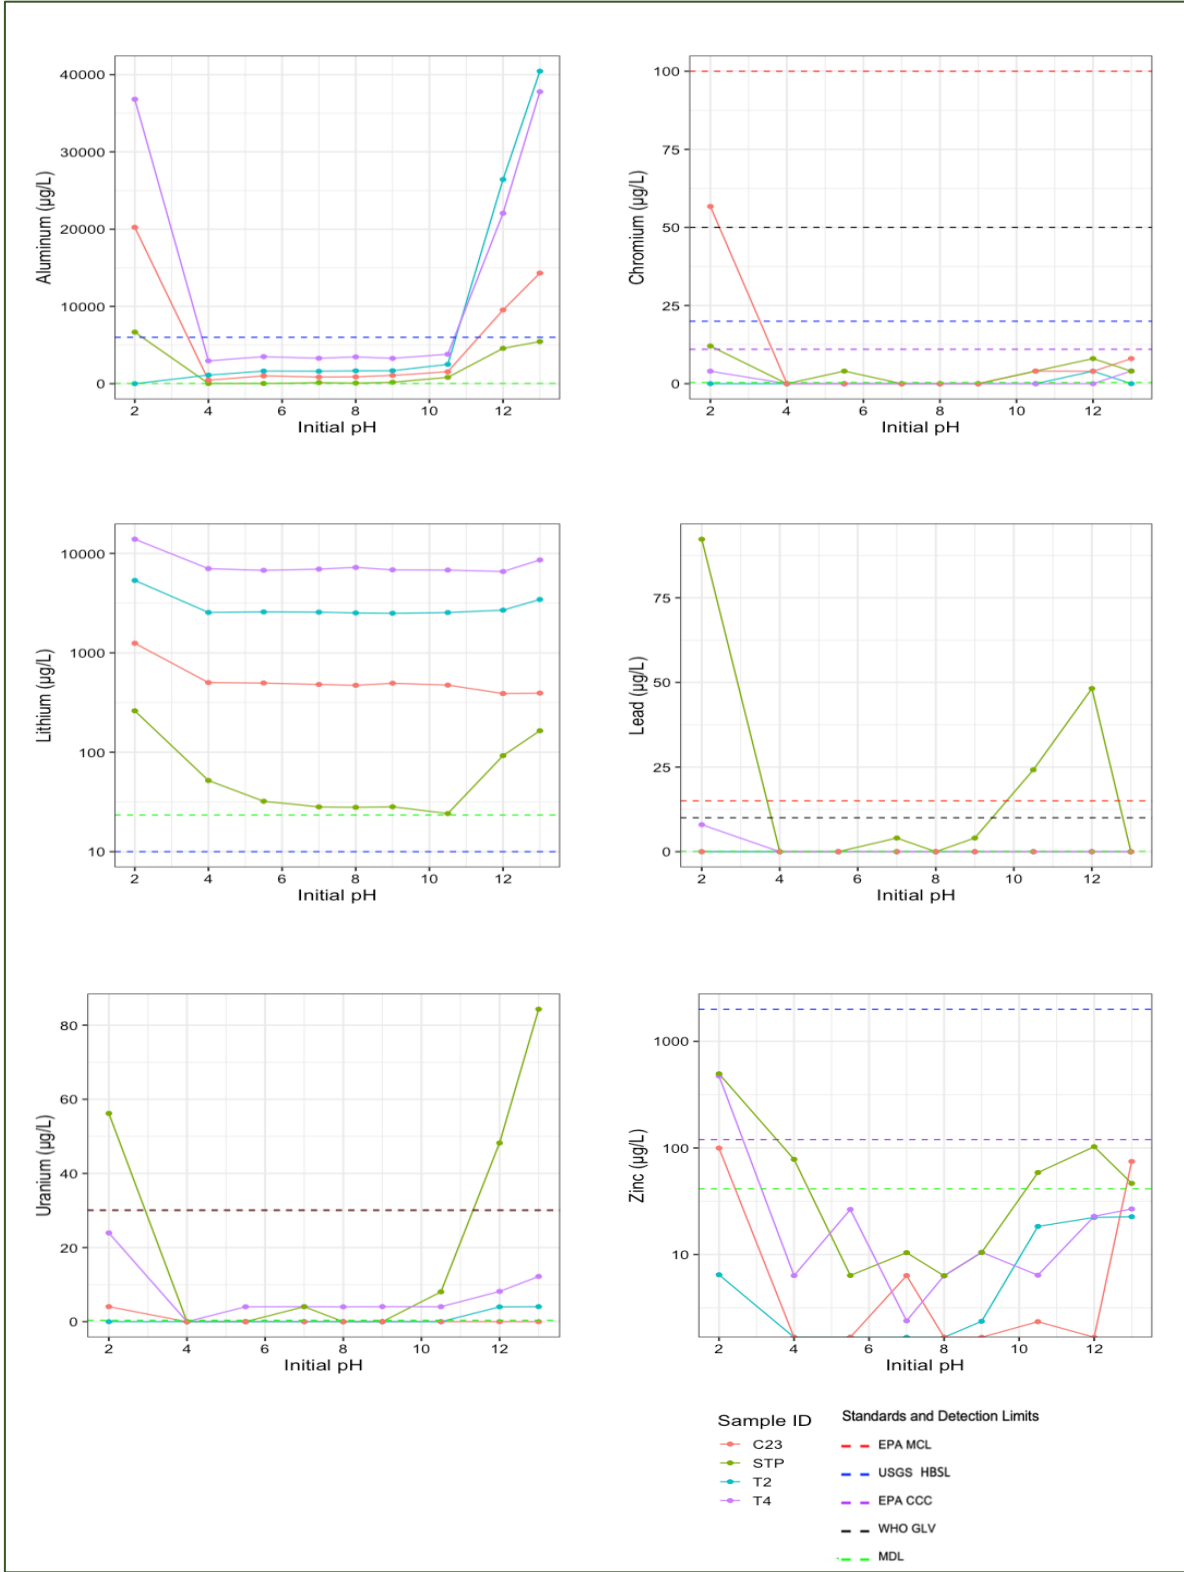 Aluminum (µg/L)
40000
30000
20000
10000
0
2 4 6 8 10 12
Initial pH
Chromium (µg/L)
100
75
50
25
0
2 4 6 8 10 12
Initial pH
Lithium (µg/L)
10000
1000
100
10
2 4 6 8 10 12
Initial pH
Lead (µg/L)
75
50
25
0
2 4 6 8 10 12
Initial pH
Uranium (µg/L)
80
60
40
20
0
2 4 6 8 10 12
Initial pH
Zinc (µg/L)
1000
100
10
2 4 6 8 10 12
Initial pH
Sample ID
C23
STP
T2
T4
Standards and Detection Limits
EPA MCL
USGS HBSL
EPA CCC
WHO GLV
MDL